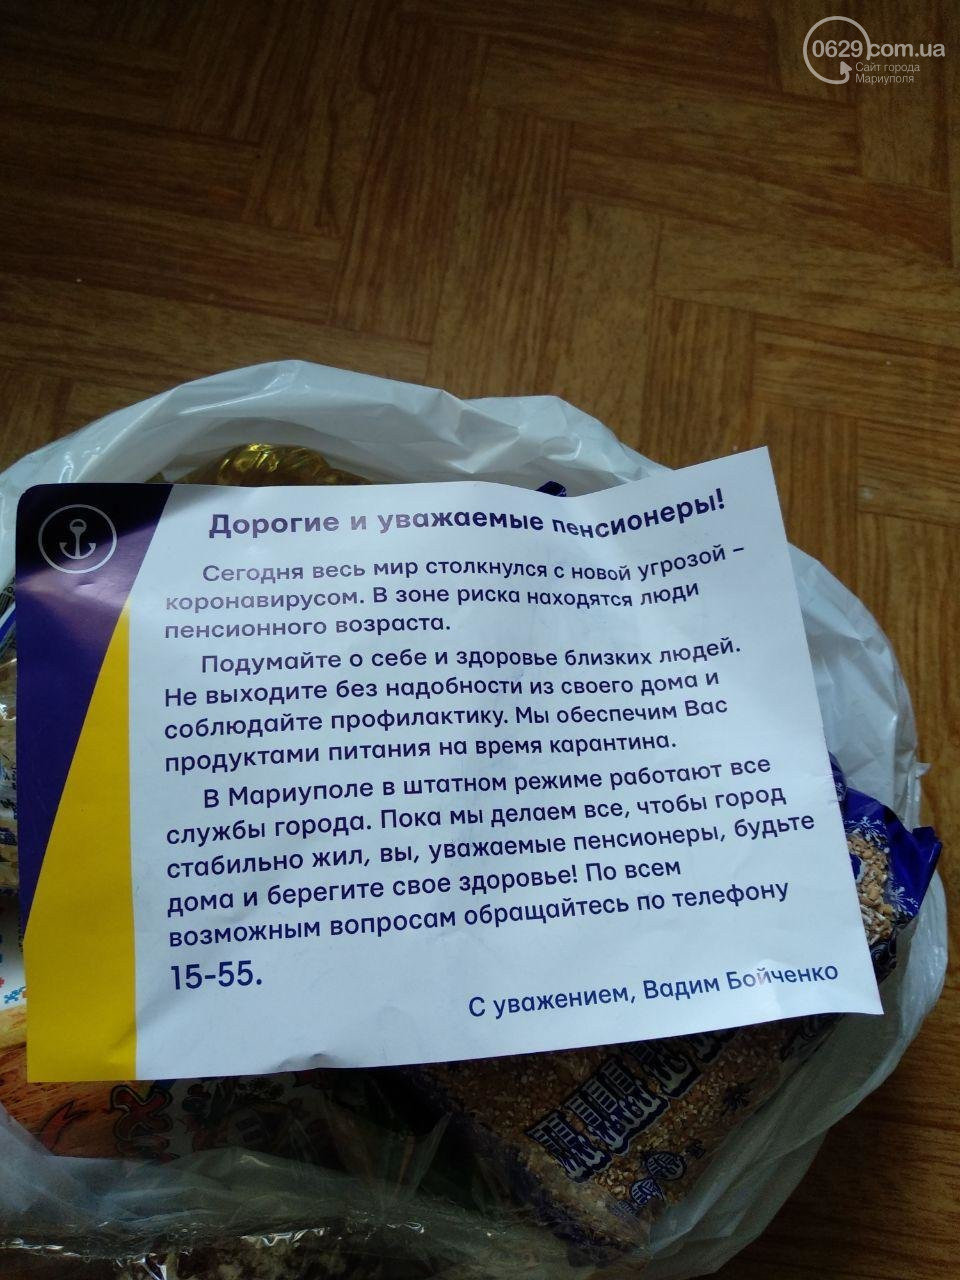 0629.com.ua
Сайт города
Мариуполя
Дорогие и уважаемые пенсионеры!
Сегодня весь мир столкнулся с новой угрозой –
коронавирусом. В зоне риска находятся люди
пенсионного возраста.
Подумайте о себе и здоровье близких людей.
Не выходите без надобности из своего дома и
соблюдайте профилактику. Мы обеспечим Вас
продуктами питания на время карантина.
В Мариуполе в штатном режиме работают все
службы города. Пока мы делаем все, чтобы город
стабильно жил, вы, уважаемые пенсионеры, будьте
дома и берегите свое здоровье! По всем
возможным вопросам обращайтесь по телефону
15-55.
С уважением, Вадим Бойченко